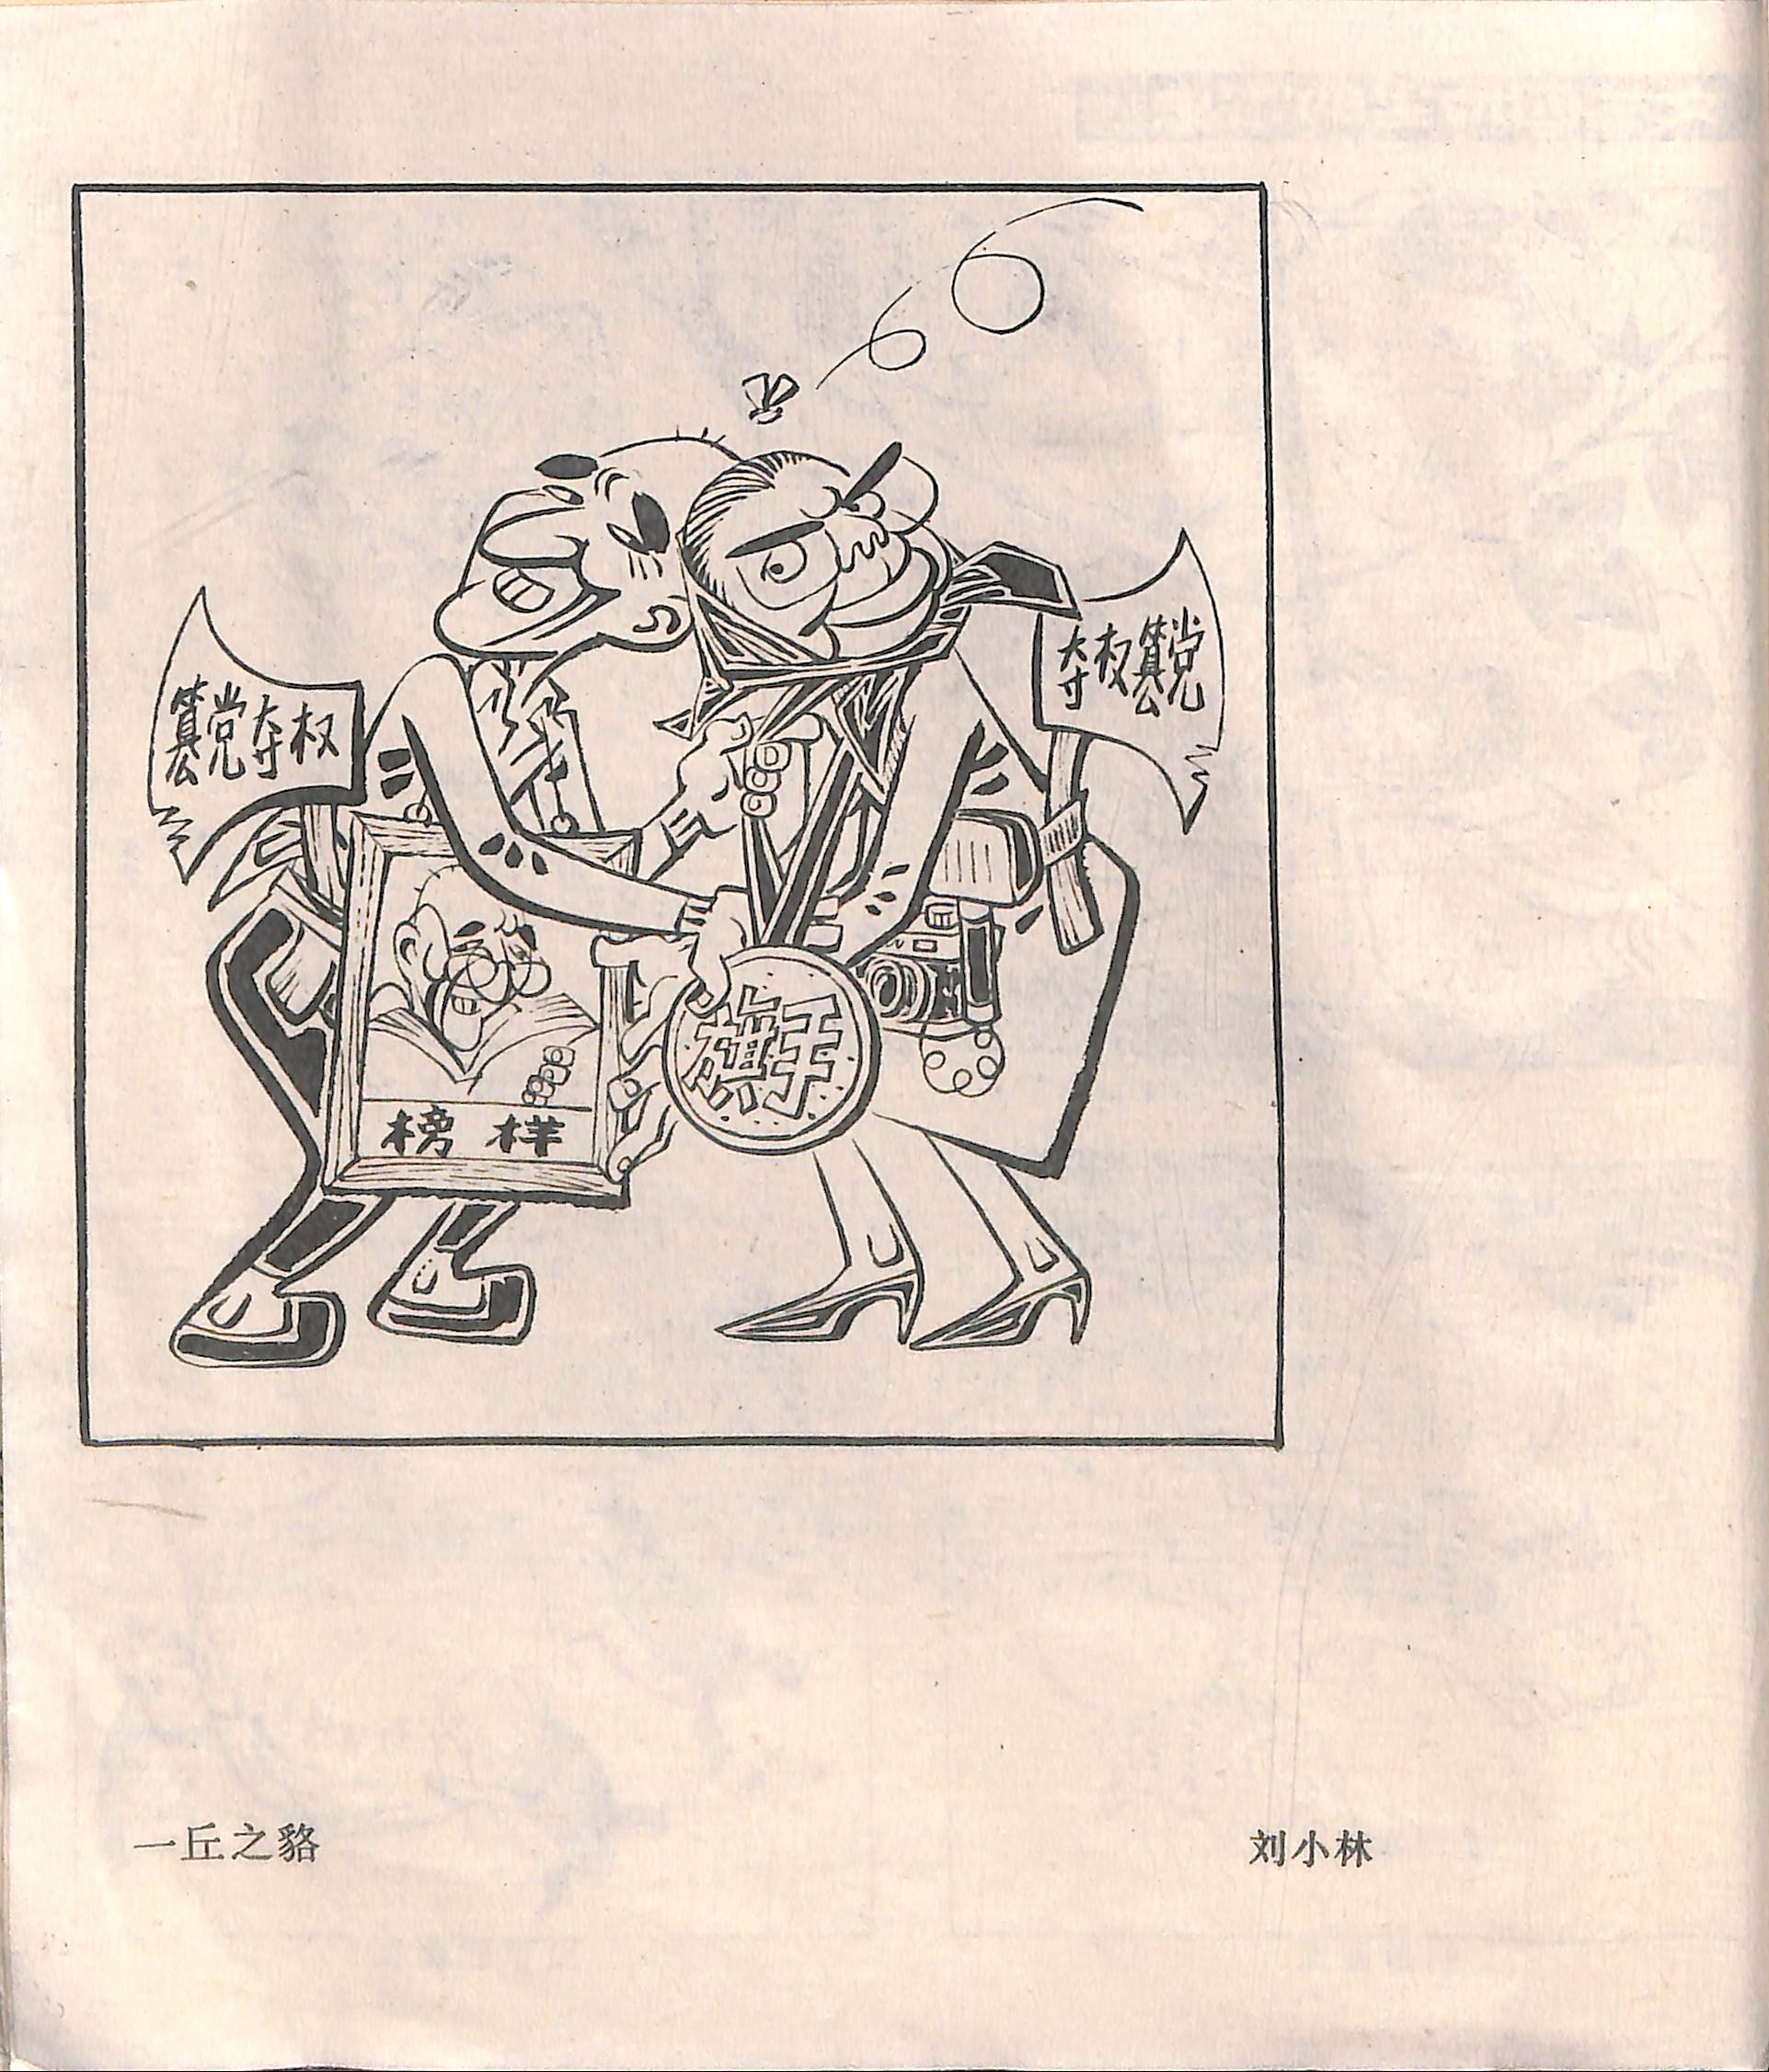 篡党夺权
夺权篡党
旗手
榜样
一丘之貉
刘小林